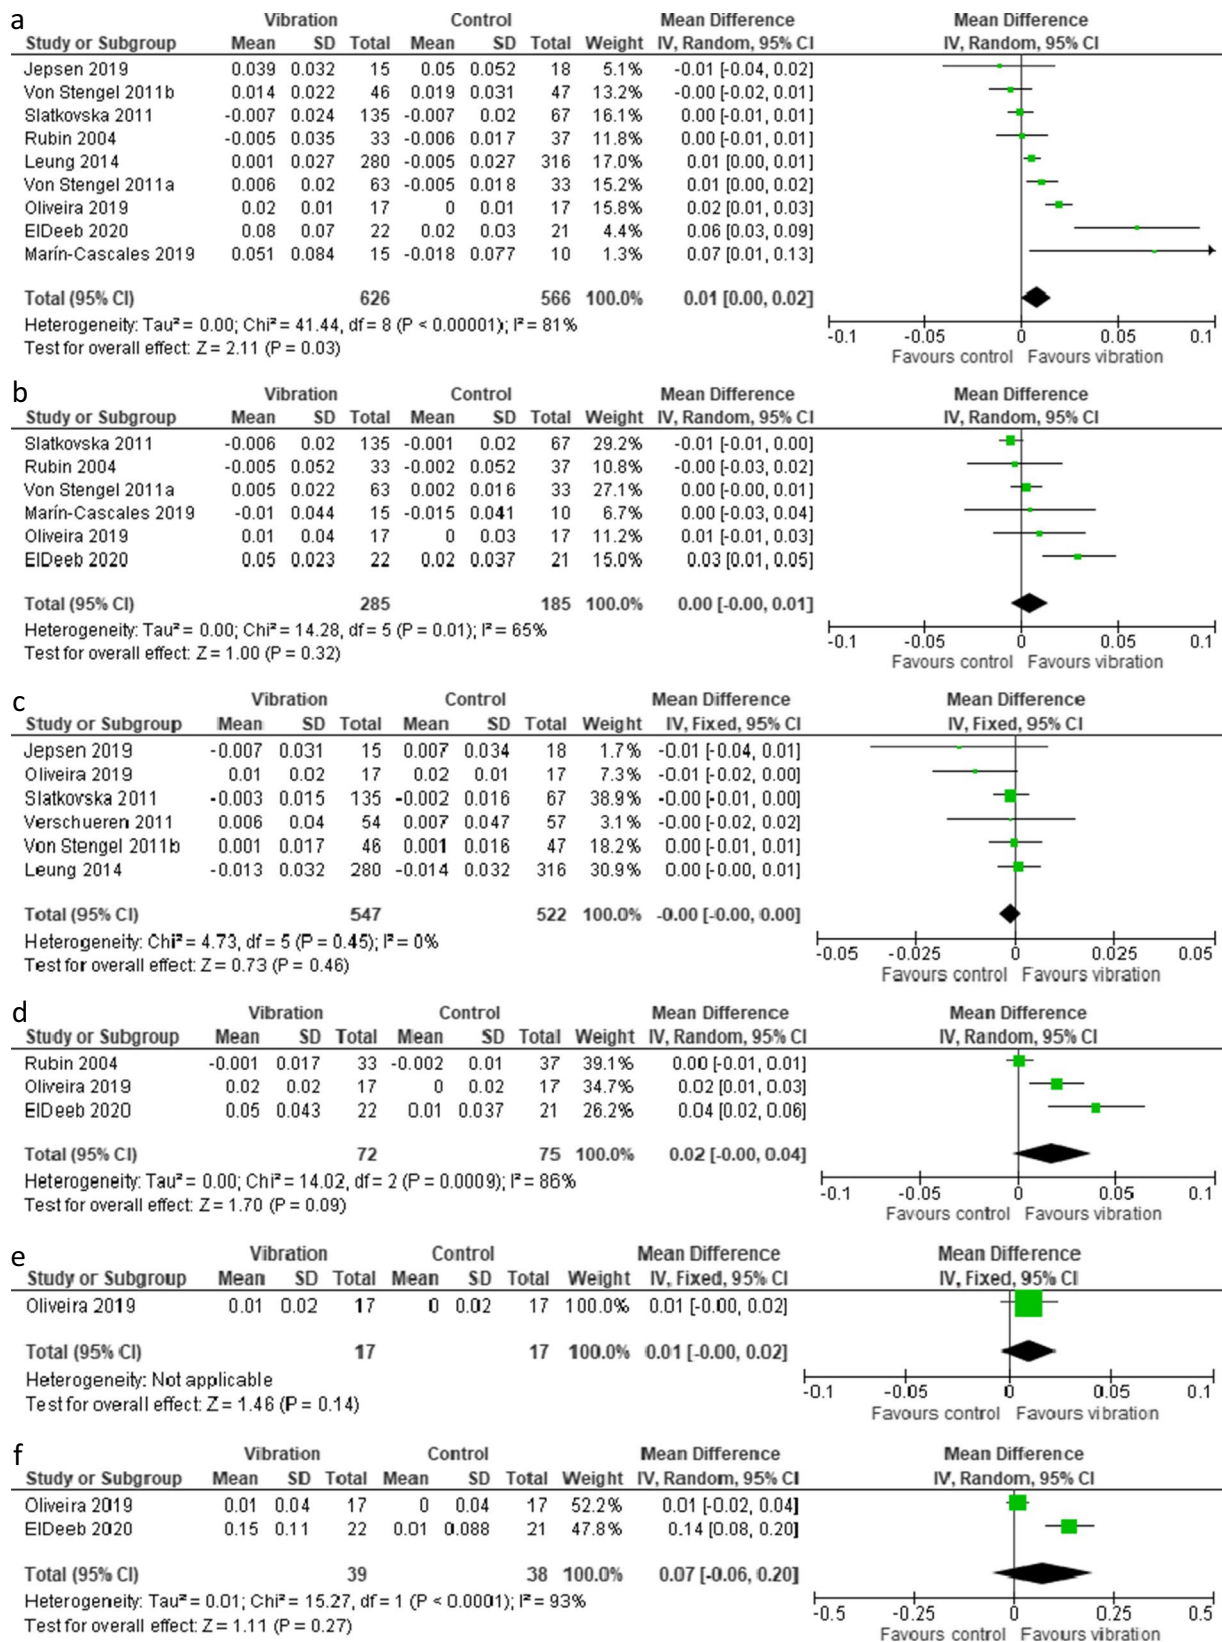 a
Vibration Control Mean Difference Mean Difference
Study or Subgroup Mean SD Total Mean SD Total Weight IV, Random, 95% CI IV, Random, 95% CI
Jepsen 2019 0.039 0.032 15 0.05 0.052 18 5.1% -0.01 [-0.04, 0.02]
Von Stengel 2011b 0.014 0.022 46 0.019 0.031 47 13.2% -0.00 [-0.02, 0.01]
Slatkovska 2011 -0.007 0.024 135 -0.007 0.02 67 16.1% 0.00 [-0.01, 0.01]
Rubin 2004 -0.005 0.035 33 -0.006 0.017 37 11.8% 0.00 [-0.01, 0.01]
Leung 2014 0.001 0.027 280 -0.005 0.027 316 17.0% 0.01 [0.00, 0.01]
Von Stengel 2011a 0.006 0.02 63 -0.005 0.018 33 15.2% 0.01 [0.00, 0.02]
Oliveira 2019 0.02 0.01 17 0 0.01 17 15.8% 0.02 [0.01, 0.03]
ElDeeb 2020 0.08 0.07 22 0.02 0.03 21 4.4% 0.06 [0.03, 0.09]
Marín-Cascales 2019 0.051 0.084 15 -0.018 0.077 10 1.3% 0.07 [0.01, 0.13]
Total (95% CI) 626 566 100.0% 0.01 [0.00, 0.02]
Heterogeneity: Tau² = 0.00; Chi² = 41.44, df = 8 (P < 0.00001); I² = 81%
Test for overall effect: Z = 2.11 (P = 0.03)
-0.1 -0.05 0 0.05 0.1
Favours control Favours vibration
b
Vibration Control Mean Difference Mean Difference
Study or Subgroup Mean SD Total Mean SD Total Weight IV, Random, 95% CI IV, Random, 95% CI
Slatkovska 2011 -0.006 0.02 135 -0.001 0.02 67 29.2% -0.01 [-0.01, 0.00]
Rubin 2004 -0.005 0.052 33 -0.002 0.052 37 10.8% -0.00 [-0.03, 0.02]
Von Stengel 2011a 0.005 0.022 63 0.002 0.016 33 27.1% 0.00 [-0.00, 0.01]
Marín-Cascales 2019 -0.01 0.044 15 -0.015 0.041 10 6.7% 0.00 [-0.03, 0.04]
Oliveira 2019 0.01 0.04 17 0 0.03 17 11.2% 0.01 [-0.01, 0.03]
ElDeeb 2020 0.05 0.023 22 0.02 0.037 21 15.0% 0.03 [0.01, 0.05]
Total (95% CI) 285 185 100.0% 0.00 [-0.00, 0.01]
Heterogeneity: Tau² = 0.00; Chi² = 14.28, df = 5 (P = 0.01); I² = 65%
Test for overall effect: Z = 1.00 (P = 0.32)
-0.1 -0.05 0 0.05 0.1
Favours control Favours vibration
c
Vibration Control Mean Difference Mean Difference
Study or Subgroup Mean SD Total Mean SD Total Weight IV, Fixed, 95% CI IV, Fixed, 95% CI
Jepsen 2019 -0.007 0.031 15 0.007 0.034 18 1.7% -0.01 [-0.04, 0.01]
Oliveira 2019 0.01 0.02 17 0.02 0.01 17 7.3% -0.01 [-0.02, 0.00]
Slatkovska 2011 -0.003 0.015 135 -0.002 0.016 67 38.9% -0.00 [-0.01, 0.00]
Verschueren 2011 0.006 0.04 54 0.007 0.047 57 3.1% -0.00 [-0.02, 0.02]
Von Stengel 2011b 0.001 0.017 46 0.001 0.016 47 18.2% 0.00 [-0.01, 0.01]
Leung 2014 -0.013 0.032 280 -0.014 0.032 316 30.9% 0.00 [-0.00, 0.01]
Total (95% CI) 547 522 100.0% -0.00 [-0.00, 0.00]
Heterogeneity: Chi² = 4.73, df = 5 (P = 0.45); I² = 0%
Test for overall effect: Z = 0.73 (P = 0.46)
-0.05 -0.025 0 0.025 0.05
Favours control Favours vibration
d
Vibration Control Mean Difference Mean Difference
Study or Subgroup Mean SD Total Mean SD Total Weight IV, Random, 95% CI IV, Random, 95% CI
Rubin 2004 -0.001 0.017 33 -0.002 0.01 37 39.1% 0.00 [-0.01, 0.01]
Oliveira 2019 0.02 0.02 17 0 0.02 17 34.7% 0.02 [0.01, 0.03]
ElDeeb 2020 0.05 0.043 22 0.01 0.037 21 26.2% 0.04 [0.02, 0.06]
Total (95% CI) 72 75 100.0% 0.02 [-0.00, 0.04]
Heterogeneity: Tau² = 0.00; Chi² = 14.02, df = 2 (P = 0.0009); I² = 86%
Test for overall effect: Z = 1.70 (P = 0.09)
-0.1 -0.05 0 0.05 0.1
Favours control Favours vibration
e
Vibration Control Mean Difference Mean Difference
Study or Subgroup Mean SD Total Mean SD Total Weight IV, Fixed, 95% CI IV, Fixed, 95% CI
Oliveira 2019 0.01 0.02 17 0 0.02 17 100.0% 0.01 [-0.00, 0.02]
Total (95% CI) 17 17 100.0% 0.01 [-0.00, 0.02]
Heterogeneity: Not applicable
Test for overall effect: Z = 1.46 (P = 0.14)
-0.1 -0.05 0 0.05 0.1
Favours control Favours vibration
f
Vibration Control Mean Difference Mean Difference
Study or Subgroup Mean SD Total Mean SD Total Weight IV, Random, 95% CI IV, Random, 95% CI
Oliveira 2019 0.01 0.04 17 0 0.04 17 52.2% 0.01 [-0.02, 0.04]
ElDeeb 2020 0.15 0.11 22 0.01 0.088 21 47.8% 0.14 [0.08, 0.20]
Total (95% CI) 39 38 100.0% 0.07 [-0.06, 0.20]
Heterogeneity: Tau² = 0.01; Chi² = 15.27, df = 1 (P < 0.0001); I² = 93%
Test for overall effect: Z = 1.11 (P = 0.27)
-0.5 -0.25 0 0.25 0.5
Favours control Favours vibration